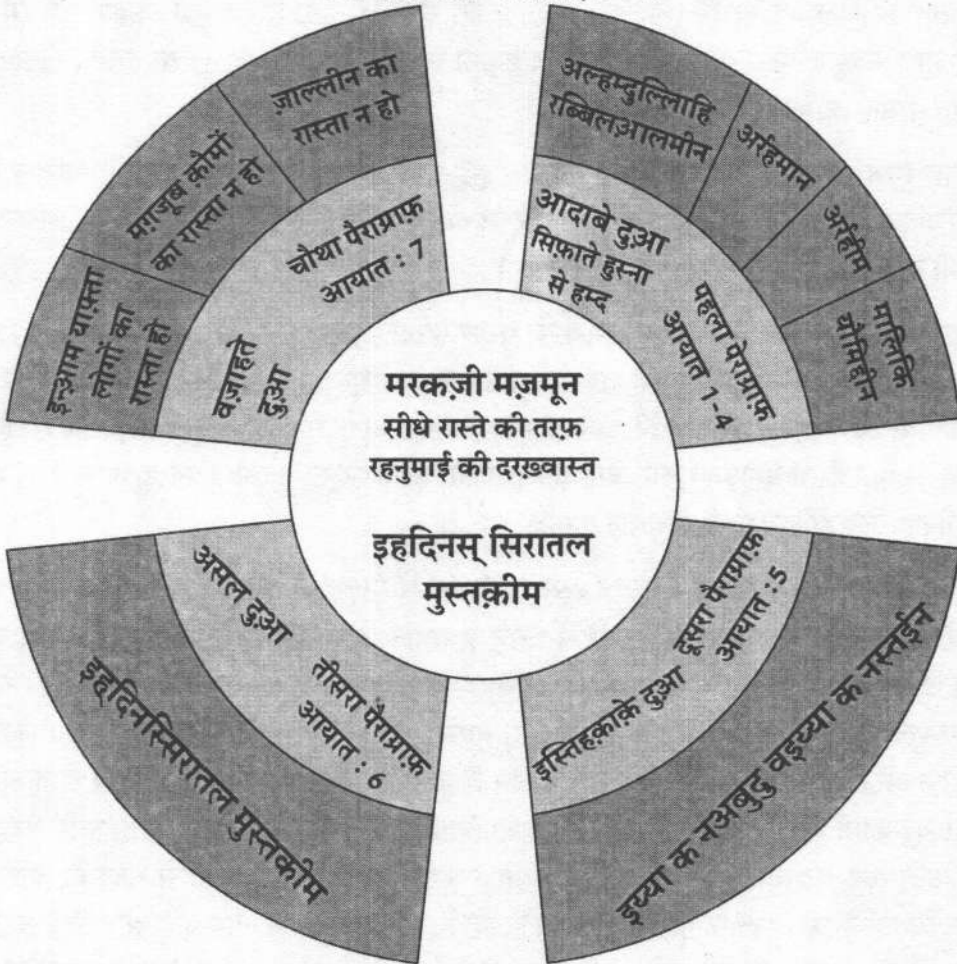 मरकज़ी मज़मून
सीधे रास्ते की तरफ़
रहनुमाई की दरख़्वास्त
इहदिनस् सिरातल
मुस्तक़ीम
आदाबे दुआ
सिफ़ाते हुस्ना
से हम्द
पहला पेराग्राफ़
आयात 1-4
अल्हम्दुलिल्लाहि
रब्बिलआलमीन
अर्रहमान
अर्रहीम
मालिकि
यौमिद्दीन
दूसरा पैराग्राफ़
आयात :5
इस्तिहक़ाक़े दुआ
इय्या क नअबुदु वइय्या क नस्तईन
असल दुआ
तीसरा पैराग्राफ़
आयात : 6
इहदिनस्सिरातल मुस्तकीम
चौथा पैराग्राफ़
आयात : 7
वज़ाहते
दुआ
इन्आम याफ़्ता
लोगों का
रास्ता हो
मग़जूब क़ौमों
का रास्ता न हो
ज़ाल्लीन का
रास्ता न हो